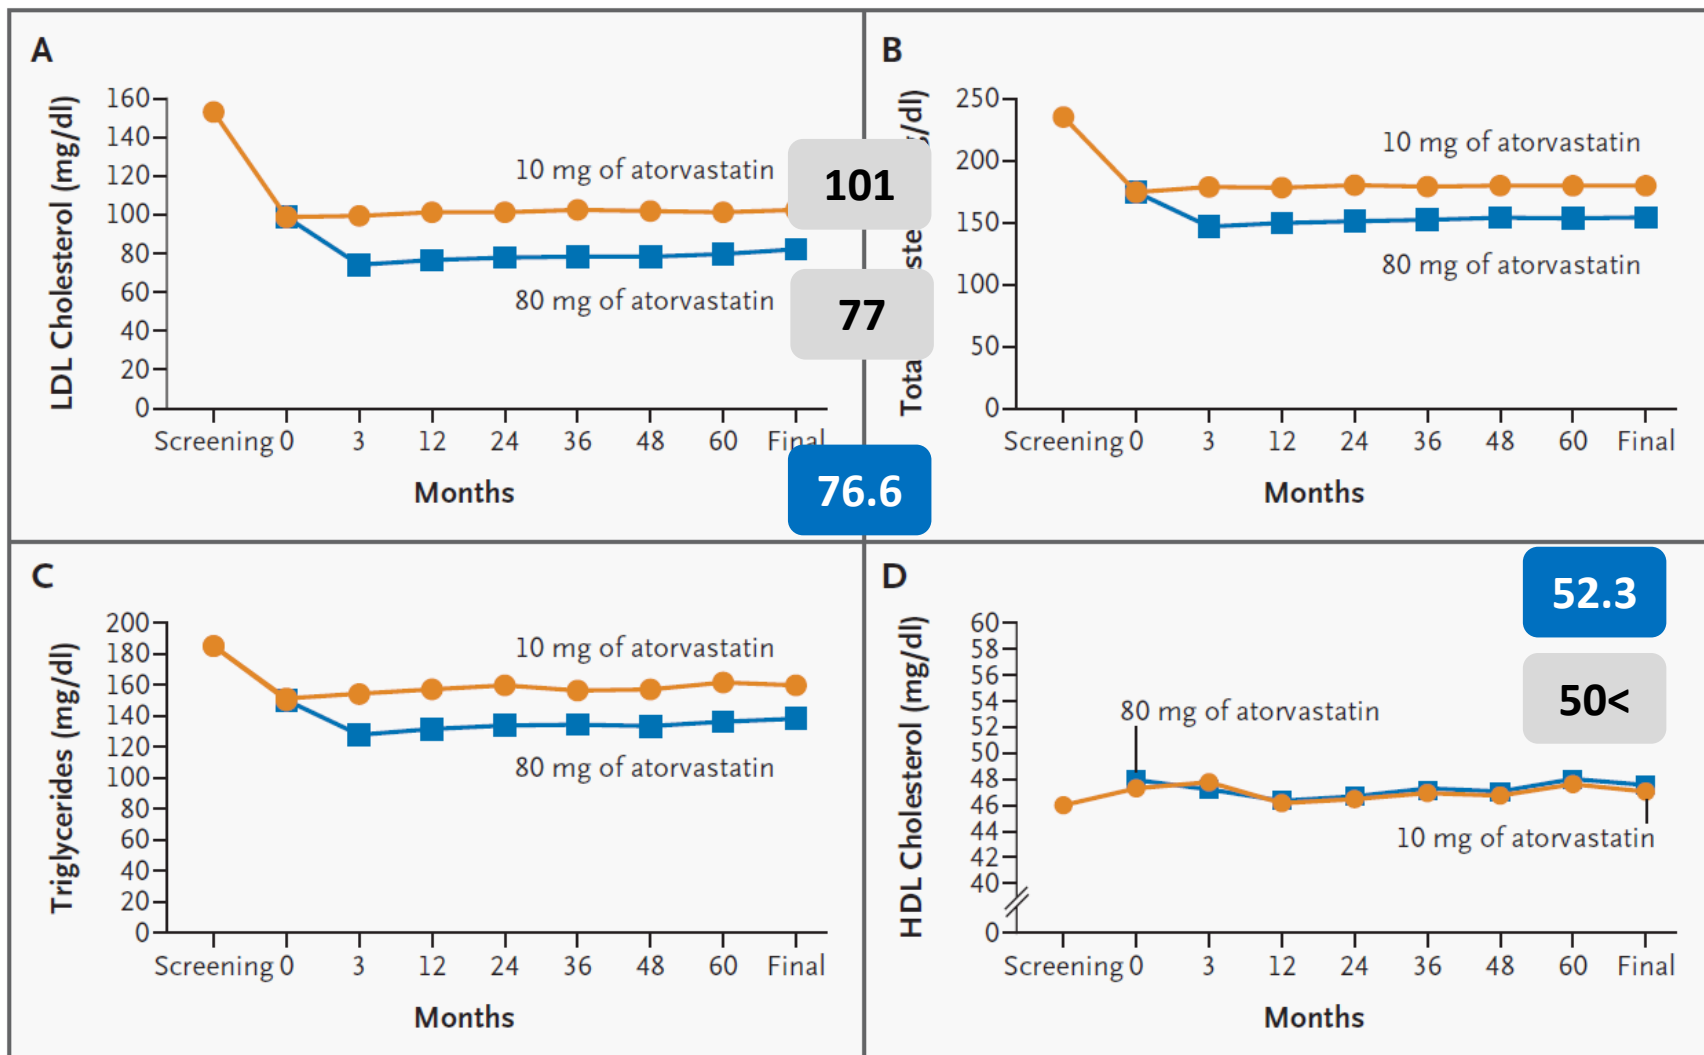 A
LDL Cholesterol (mg/dl)
160
140
120
100
80
60
40
20
0
10 mg of atorvastatin
80 mg of atorvastatin
101
77
Screening 0 3 12 24 36 48 60 Final
Months
76.6
B
250
200
150
100
50
0
10 mg of atorvastatin
80 mg of atorvastatin
Screening 0 3 12 24 36 48 60 Final
Months
C
Triglycerides (mg/dl)
200
180
160
140
120
100
80
60
40
20
0
10 mg of atorvastatin
80 mg of atorvastatin
Screening 0 3 12 24 36 48 60 Final
Months
D
52.3
50<
HDL Cholesterol (mg/dl)
60
58
56
54
52
50
48
46
44
42
40
0
80 mg of atorvastatin
10 mg of atorvastatin
Screening 0 3 12 24 36 48 60 Final
Months